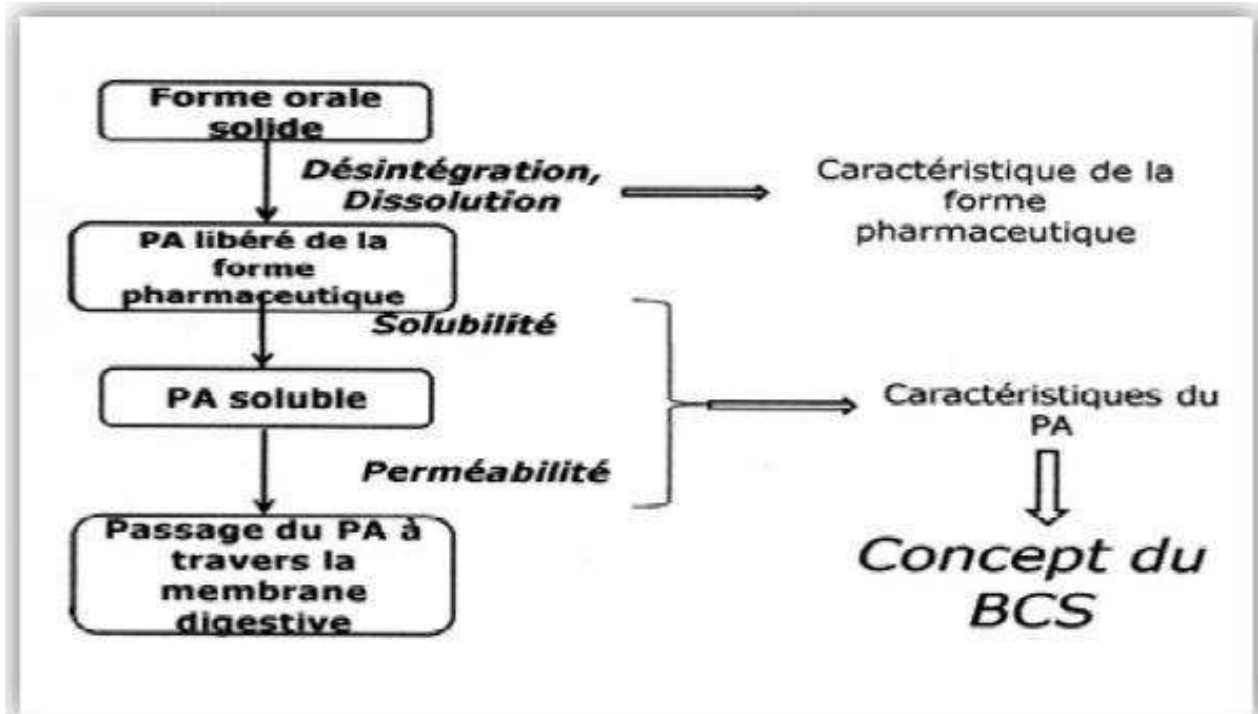 Forme orale
solide
Désintégration,
Dissolution
Caractéristique de la
forme
pharmaceutique
PA libéré de la
forme
pharmaceutique
Solubilité
PA soluble
Caractéristiques du
PA
Perméabilité
Passage du PA à
travers la
membrane
digestive
Concept du
BCS